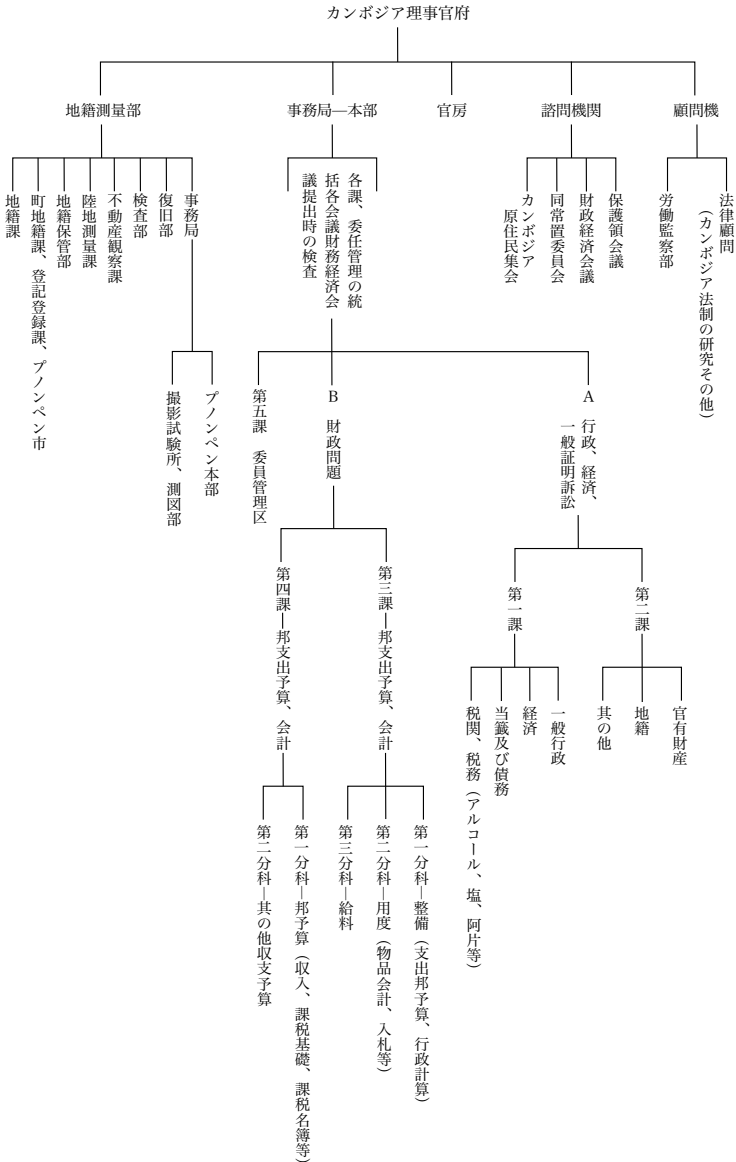 カンボジア理事官府
顧問機
法律顧問
(カンボジア法制の研究その他)
労働監察部
諮問機関
保護領会議
財政経済会議
同常置委員会
カンボジア
原住民集会
官房
事務局―本部
各課、委任管理の統
括各会議財務経済会
議提出時の検査
A 行政、経済、
一般証明訴訟
第二課
官有財産
地籍
其の他
第一課
一般行政
経済
当籤及び債務
税関、税務(アルコール、塩、阿片等)
B 財政問題
第三課―邦支出予算、会計
第一分科―整備(支出邦予算、行政計算)
第二分科―用度(物品会計、入札等)
第三分科―給料
第四課―邦支出予算、会計
第一分科―邦予算(収入、課税基礎、課税名簿等)
第二分科―其の他収支予算
第五課 委員管理区
地籍測量部
事務局
プノンペン本部
撮影試験所、測図部
復旧部
検査部
不動産観察課
陸地測量課
地籍保管部
町地籍課、登記登録課、プノンペン市
地籍課